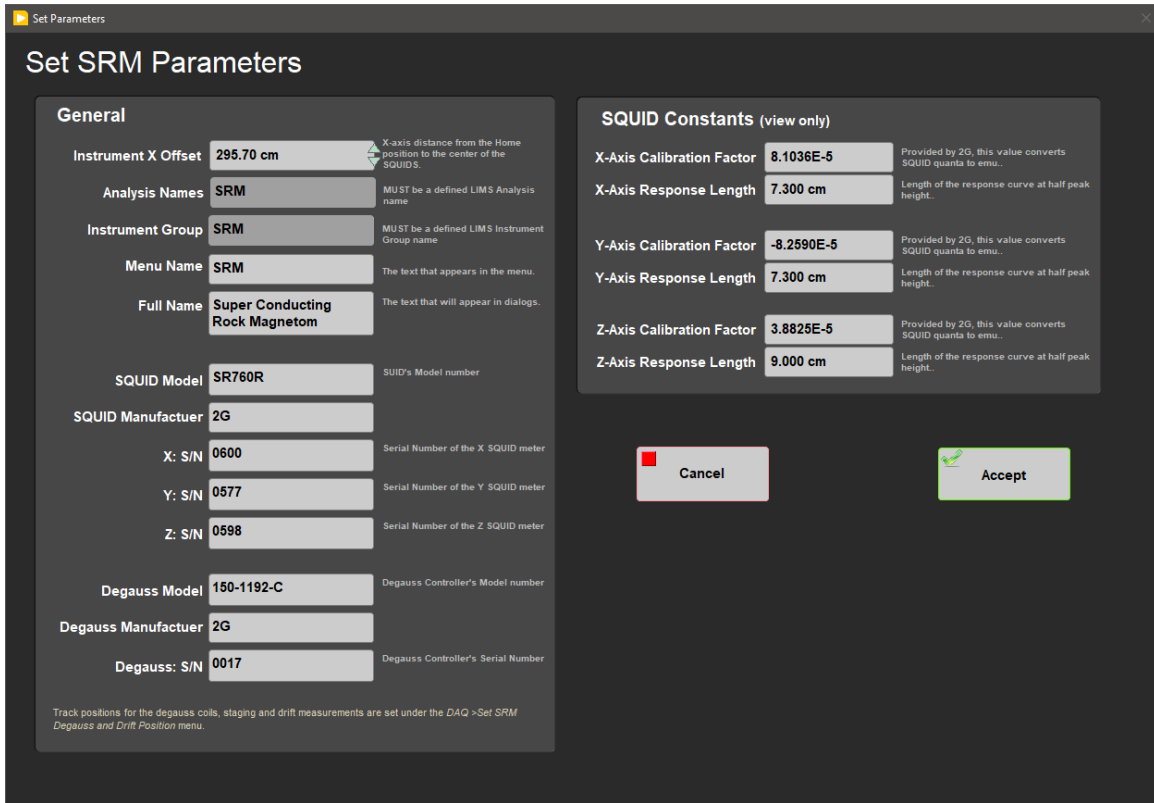 Set Parameters
Set SRM Parameters
General
Instrument X Offset 295.70 cm
X-axis distance from the Home
position to the center of the
SQUIDS.
Analysis Names SRM
MUST be a defined LIMS Analysis
name
Instrument Group SRM
MUST be a defined LIMS Instrument
Group name
Menu Name SRM
The text that appears in the menu.
Full Name Super Conducting
Rock Magnetom
The text that will appear in dialogs.
SQUID Model SR760R
SUID's Model number
SQUID Manufactuer 2G
X: S/N 0600
Serial Number of the X SQUID meter
Y: S/N 0577
Serial Number of the Y SQUID meter
Z: S/N 0598
Serial Number of the Z SQUID meter
Degauss Model 150-1192-C
Degauss Controller's Model number
Degauss Manufactuer 2G
Degauss: S/N 0017
Degauss Controller's Serial Number
Track positions for the degauss coils, staging and drift measurements are set under the DAQ >Set SRM
Degauss and Drift Position menu.
SQUID Constants (view only)
X-Axis Calibration Factor 8.1036E-5
Provided by 2G, this value converts
SQUID quanta to emu..
X-Axis Response Length 7.300 cm
Length of the response curve at half peak
height..
Y-Axis Calibration Factor -8.2590E-5
Provided by 2G, this value converts
SQUID quanta to emu..
Y-Axis Response Length 7.300 cm
Length of the response curve at half peak
height..
Z-Axis Calibration Factor 3.8825E-5
Provided by 2G, this value converts
SQUID quanta to emu..
Z-Axis Response Length 9.000 cm
Length of the response curve at half peak
height..
Cancel
Accept